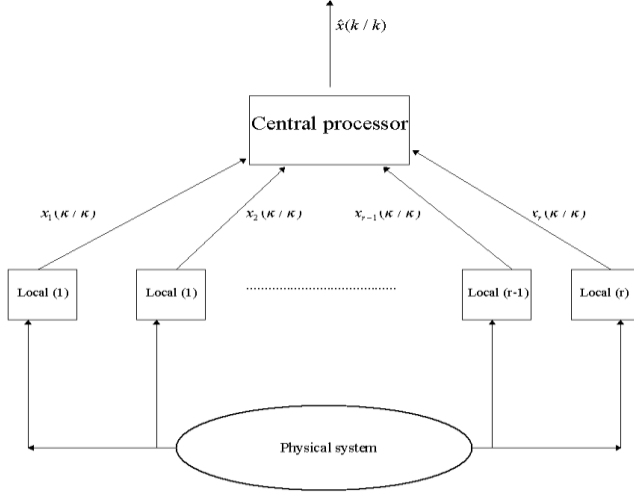 x̂(k / k)
Central processor
x₁(κ / κ)
x₂(κ / κ)
xᵣ₋₁(κ / κ)
xᵣ(κ / κ)
Local (1)
Local (1)
Local (r-1)
Local (r)
Physical system